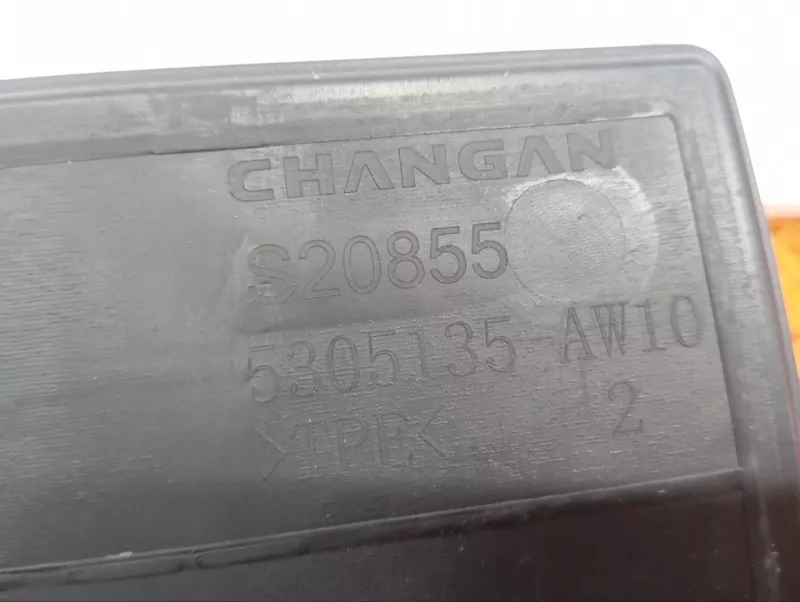 CHANGAN
S20855
5305135-AW10
>TPE<
2